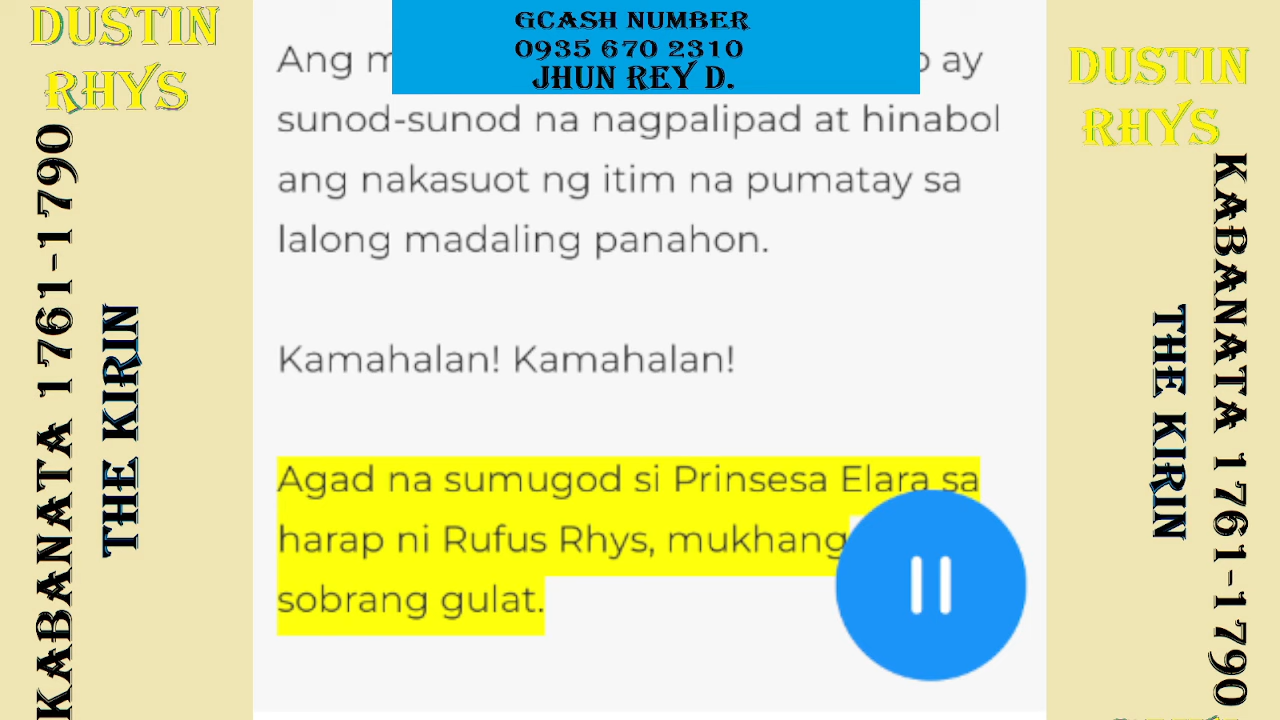 DUSTIN
RHYS
KABANATA 1761-1790
THE KIRIN
GCASH NUMBER
0935 670 2310
JHUN REY D.
Ang
ay
sunod-sunod na nagpalipad at hinabol
ang nakasuot ng itim na pumatay sa
lalong madaling panahon.
Kamahalan! Kamahalan!
Agad na sumugod si Prinsesa Elara sa
harap ni Rufus Rhys, mukhang
sobrang gulat.
DUSTIN
RHYS
KABANATA 1761-1790
THE KIRIN